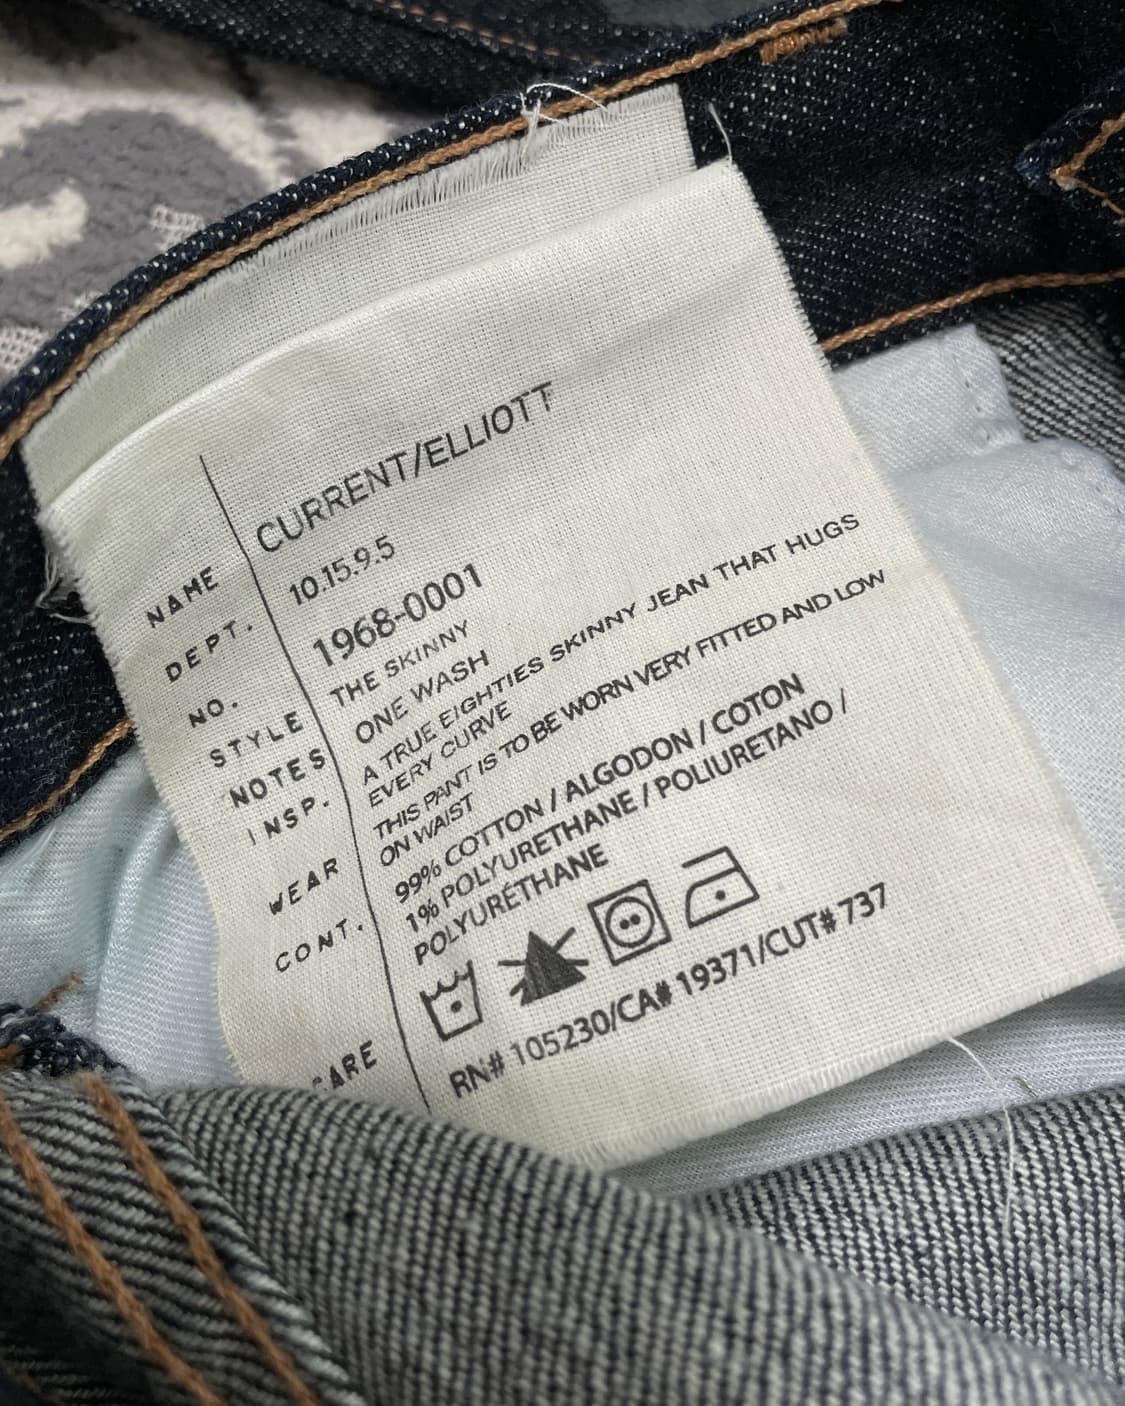 NAME CURRENT/ELLIOTT
DEPT. 10.15.9.5
NO. 1968-0001
STYLE THE SKINNY
NOTES ONE WASH
INSP. A TRUE EIGHTIES SKINNY JEAN THAT HUGS
EVERY CURVE
WEAR THIS PANT IS TO BE WORN VERY FITTED AND LOW
ON WAIST
CONT. 99% COTTON / ALGODON / COTON
1% POLYURETHANE / POLIURETANO /
POLYURÉTHANE
ARE
RN# 105230/CA# 19371/CUT# 737